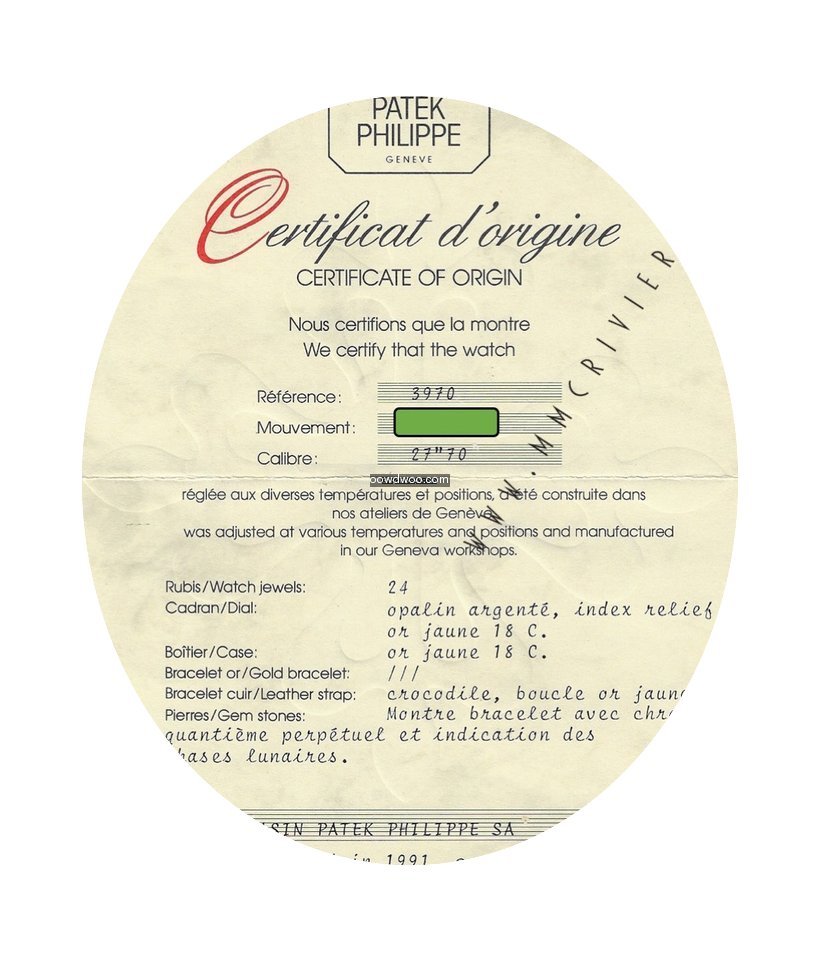 PATEK
PHILIPPE
GENEVE
Certificat d'origine
CERTIFICATE OF ORIGIN
Nous certifions que la montre
We certify that the watch
Référence: 3970
Mouvement:
Calibre: 27"70
oowdwoo.com
WWW.MMCRIVIER
réglée aux diverses températures et positions, a été construite dans
nos ateliers de Genève.
was adjusted at various temperatures and positions and manufactured
in our Geneva workshops.
Rubis/Watch jewels: 24
Cadran/Dial: opalin argenté, index relief
or jaune 18 C.
Boîtier/Case: or jaune 18 C.
Bracelet or/Gold bracelet: ///
Bracelet cuir/Leather strap: crocodile, boucle or
Pierres/Gem stones: Montre bracelet avec
quantième perpétuel et indication des
lunaires.
PATEK PHILIPPE SA
1991